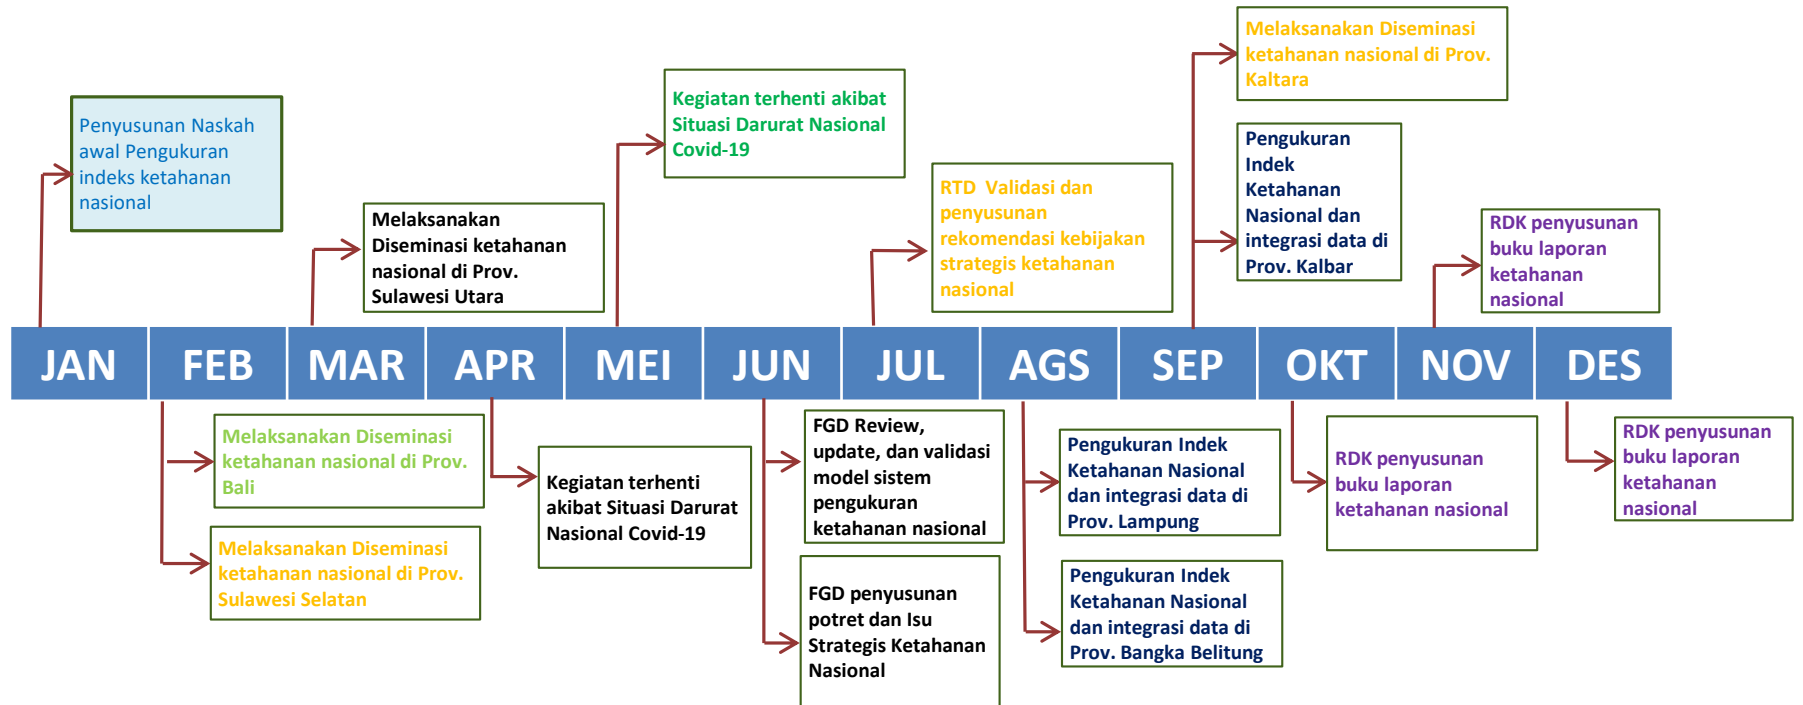 Melaksanakan Diseminasi
ketahanan nasional di Prov.
Kaltara
Kegiatan terhenti akibat
Situasi Darurat Nasional
Covid-19
Penyusunan Naskah
awal Pengukuran
indeks ketahanan
nasional
Pengukuran
Indek
Ketahanan
Nasional dan
integrasi data di
Prov. Kalbar
RTD Validasi dan
penyusunan
rekomendasi kebijakan
strategis ketahanan
nasional
Melaksanakan
Diseminasi ketahanan
nasional di Prov.
Sulawesi Utara
RDK penyusunan
buku laporan
ketahanan
nasional
JAN FEB MAR APR MEI JUN JUL AGS SEP OKT NOV DES
Melaksanakan Diseminasi
ketahanan nasional di Prov.
Bali
Melaksanakan Diseminasi
ketahanan nasional di Prov.
Sulawesi Selatan
Kegiatan terhenti
akibat Situasi Darurat
Nasional Covid-19
FGD Review,
update, dan validasi
model sistem
pengukuran
ketahanan nasional
FGD penyusunan
potret dan Isu
Strategis Ketahanan
Nasional
Pengukuran Indek
Ketahanan Nasional
dan integrasi data di
Prov. Lampung
Pengukuran Indek
Ketahanan Nasional
dan integrasi data di
Prov. Bangka Belitung
RDK penyusunan
buku laporan
ketahanan nasional
RDK penyusunan
buku laporan
ketahanan
nasional